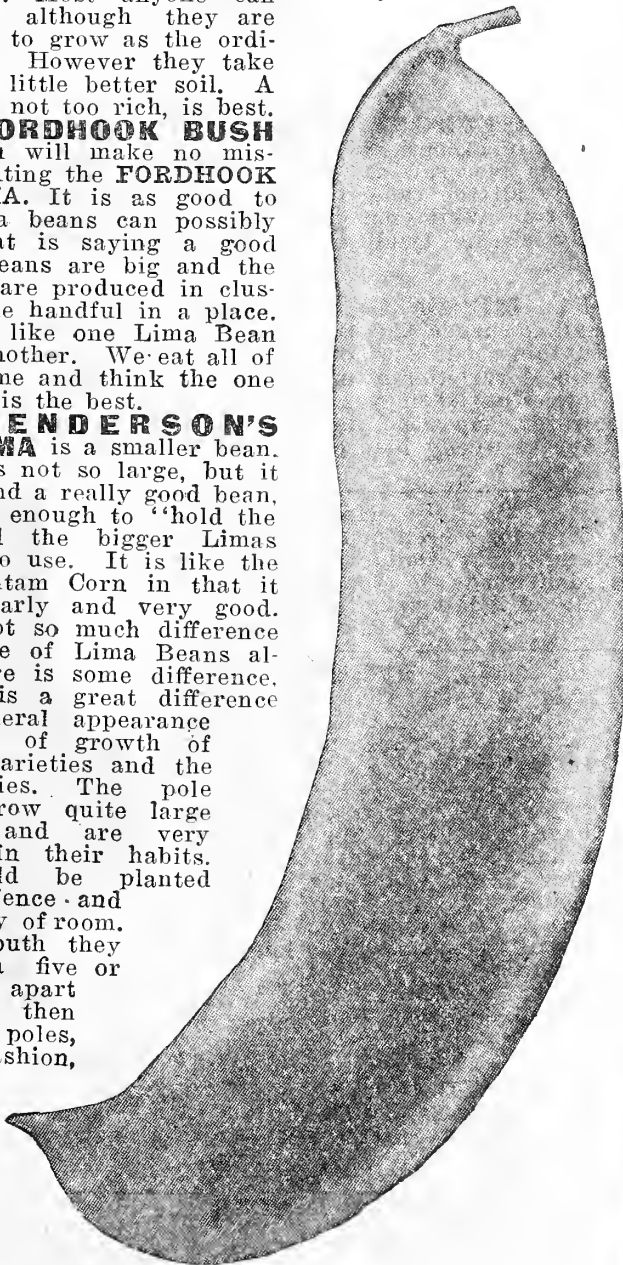 although they are
to grow as the ordi-
However they take
little better soil. A
not too rich, is best.
ORDHOOK BUSH
will make no mis-
ting the FORDHOOK
A. It is as good to
a beans can possibly
at is saying a good
eans are big and the
are produced in clus-
e handful in a place.
like one Lima Bean
nother. We eat all of
me and think the one
is the best.
ENDERSON'S
MA is a smaller bean.
s not so large, but it
nd a really good bean,
enough to "hold the
l the bigger Limas
o use. It is like the
tam Corn in that it
arly and very good.
ot so much difference
e of Lima Beans al-
re is some difference.
is a great difference
eral appearance
of growth of
arieties and the
ies. The pole
row quite large
and are very
in their habits.
ld be planted
ence and
y of room.
outh they
five or
apart
then
poles,
shion,